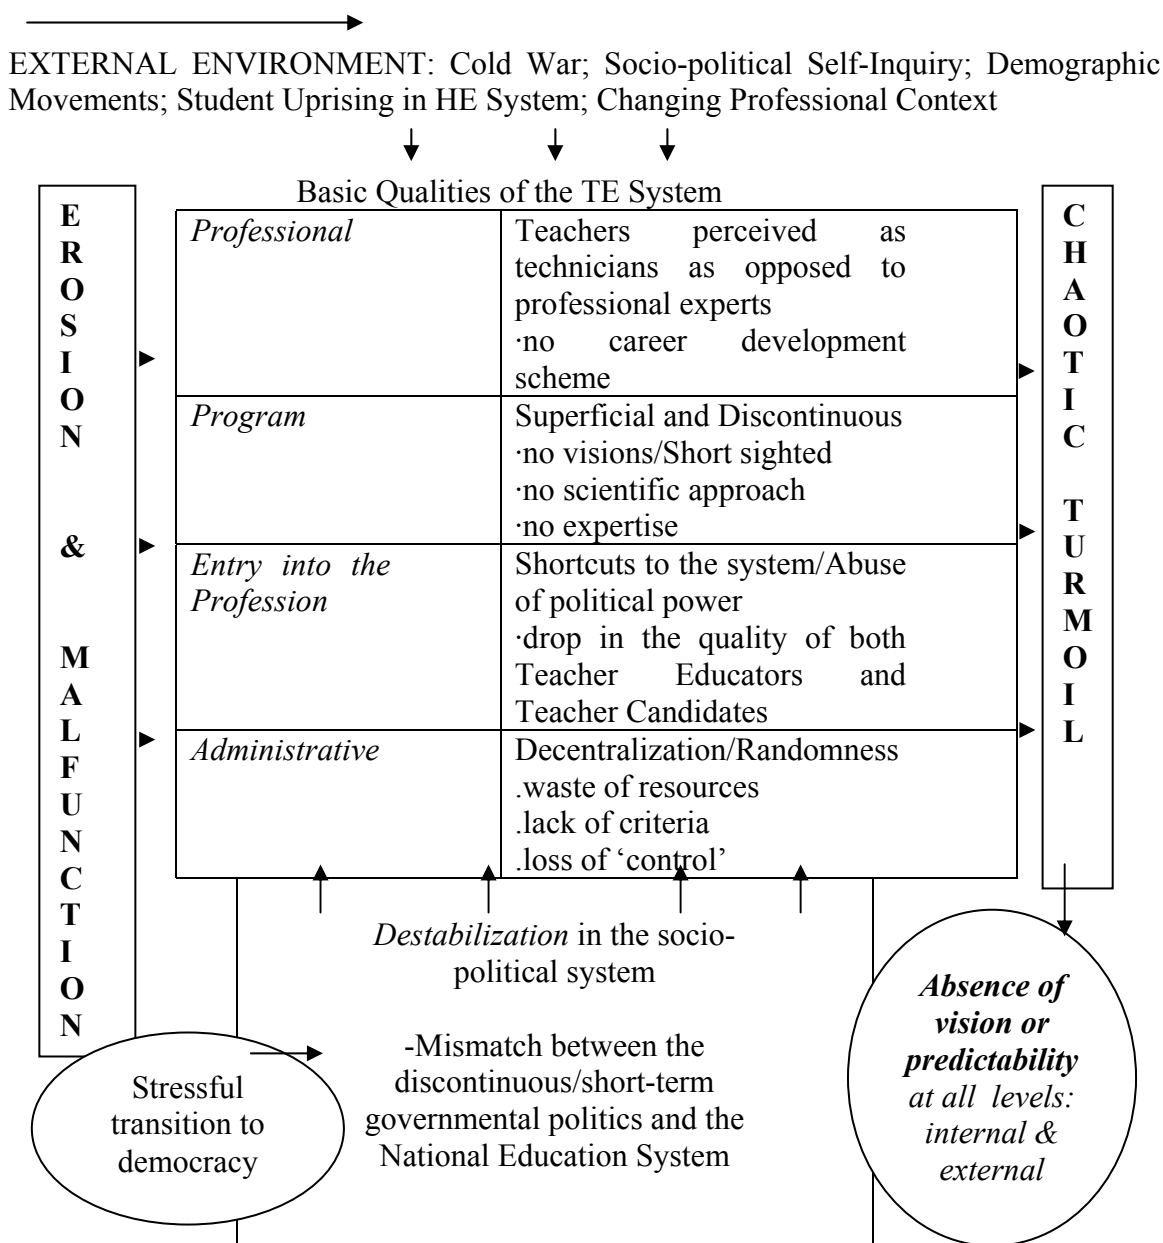 EXTERNAL ENVIRONMENT: Cold War; Socio-political Self-Inquiry; Demographic
Movements; Student Uprising in HE System; Changing Professional Context
Basic Qualities of the TE System
EROSION & MALFUNCTION
Professional
Teachers perceived as
technicians as opposed to
professional experts
·no career development
scheme
Program
Superficial and Discontinuous
·no visions/Short sighted
·no scientific approach
·no expertise
Entry into the
Profession
Shortcuts to the system/Abuse
of political power
·drop in the quality of both
Teacher Educators and
Teacher Candidates
Administrative
Decentralization/Randomness
.waste of resources
.lack of criteria
.loss of ‘control’
CHAOTIC TURMOIL
Destabilization in the socio-
political system
-Mismatch between the
discontinuous/short-term
governmental politics and the
National Education System
Stressful
transition to
democracy
Absence of
vision or
predictability
at all levels:
internal &
external